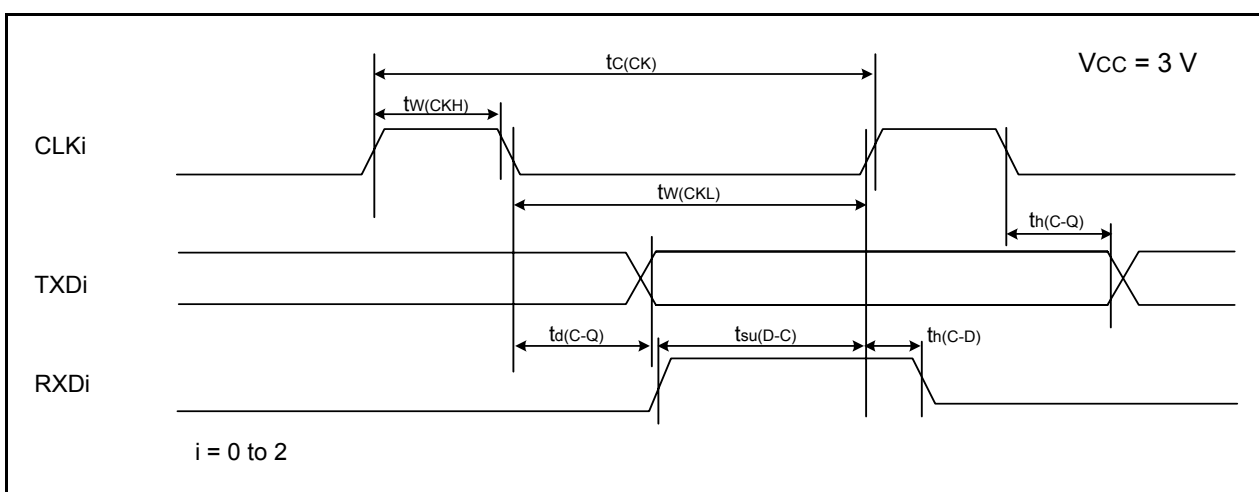 tC(CK)
VCC = 3 V
tW(CKH)
CLKi
tW(CKL)
th(C-Q)
TXDi
td(C-Q)
tsu(D-C)
th(C-D)
RXDi
i = 0 to 2